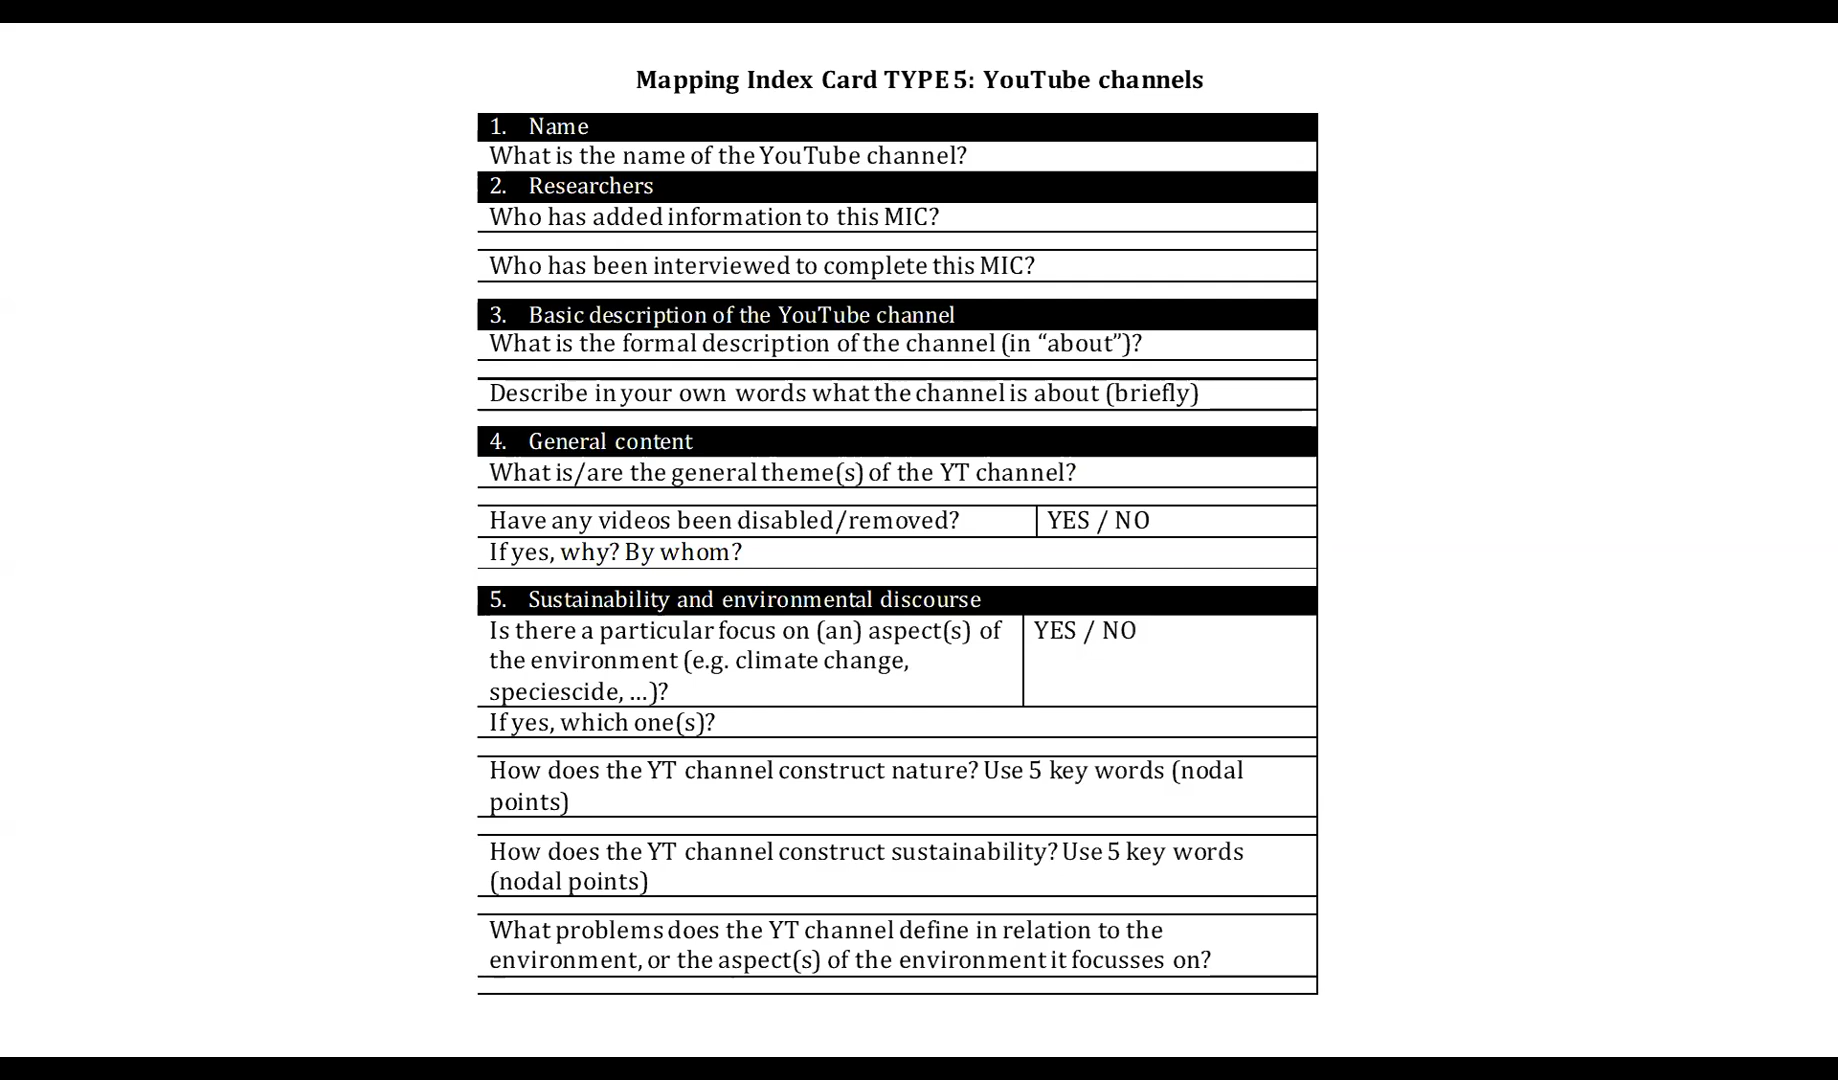 Mapping Index Card TYPE 5: YouTube channels
1. Name
What is the name of the YouTube channel?
2. Researchers
Who has added information to this MIC?
Who has been interviewed to complete this MIC?
3. Basic description of the YouTube channel
What is the formal description of the channel (in “about”)?
Describe in your own words what the channel is about (briefly)
4. General content
What is/are the general theme(s) of the YT channel?
Have any videos been disabled/removed? YES / NO
If yes, why? By whom?
5. Sustainability and environmental discourse
Is there a particular focus on (an) aspect(s) of YES / NO
the environment (e.g. climate change,
speciescide, …)?
If yes, which one(s)?
How does the YT channel construct nature? Use 5 key words (nodal
points)
How does the YT channel construct sustainability? Use 5 key words
(nodal points)
What problems does the YT channel define in relation to the
environment, or the aspect(s) of the environment it focusses on?